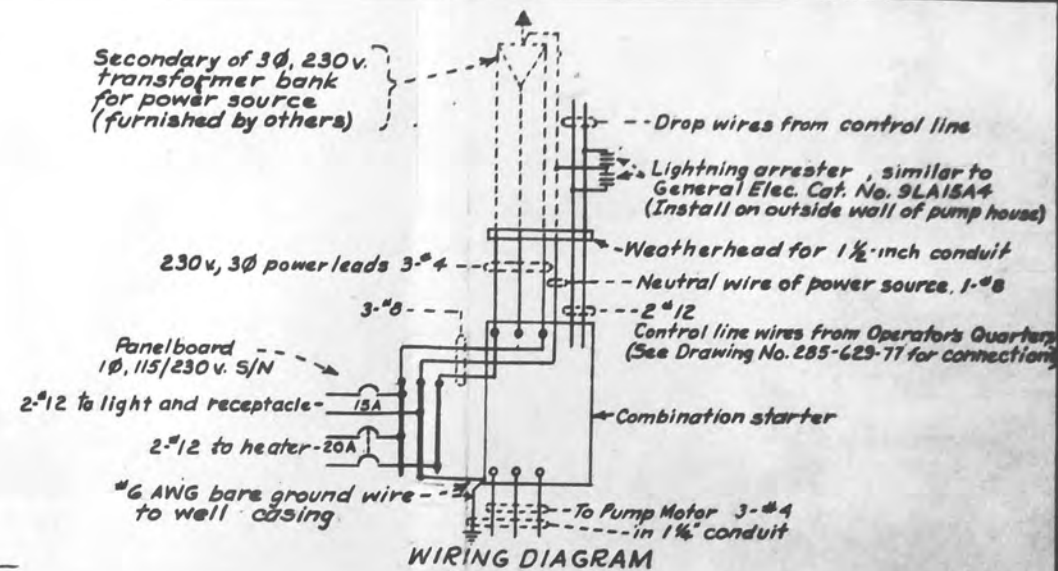 Secondary of 3Ø, 230 v.
transformer bank
for power source
(furnished by others)
Drop wires from control line
Lightning arrester, similar to
General Elec. Cat. No. 9LA15A4
(Install on outside wall of pump house)
Weatherhead for 1½-inch conduit
230 v, 3Ø power leads 3-#4
Neutral wire of power source, 1-#8
3-#8
2 #12
Control line wires from Operator's Quarters
(See Drawing No. 285-629-77 for connection)
Panelboard
1Ø, 115/230 v. S/N
2-#12 to light and receptacle
15A
Combination starter
2-#12 to heater
20A
#6 AWG bare ground wire
to well casing
To Pump Motor 3-#4
in 1¼" conduit
WIRING DIAGRAM